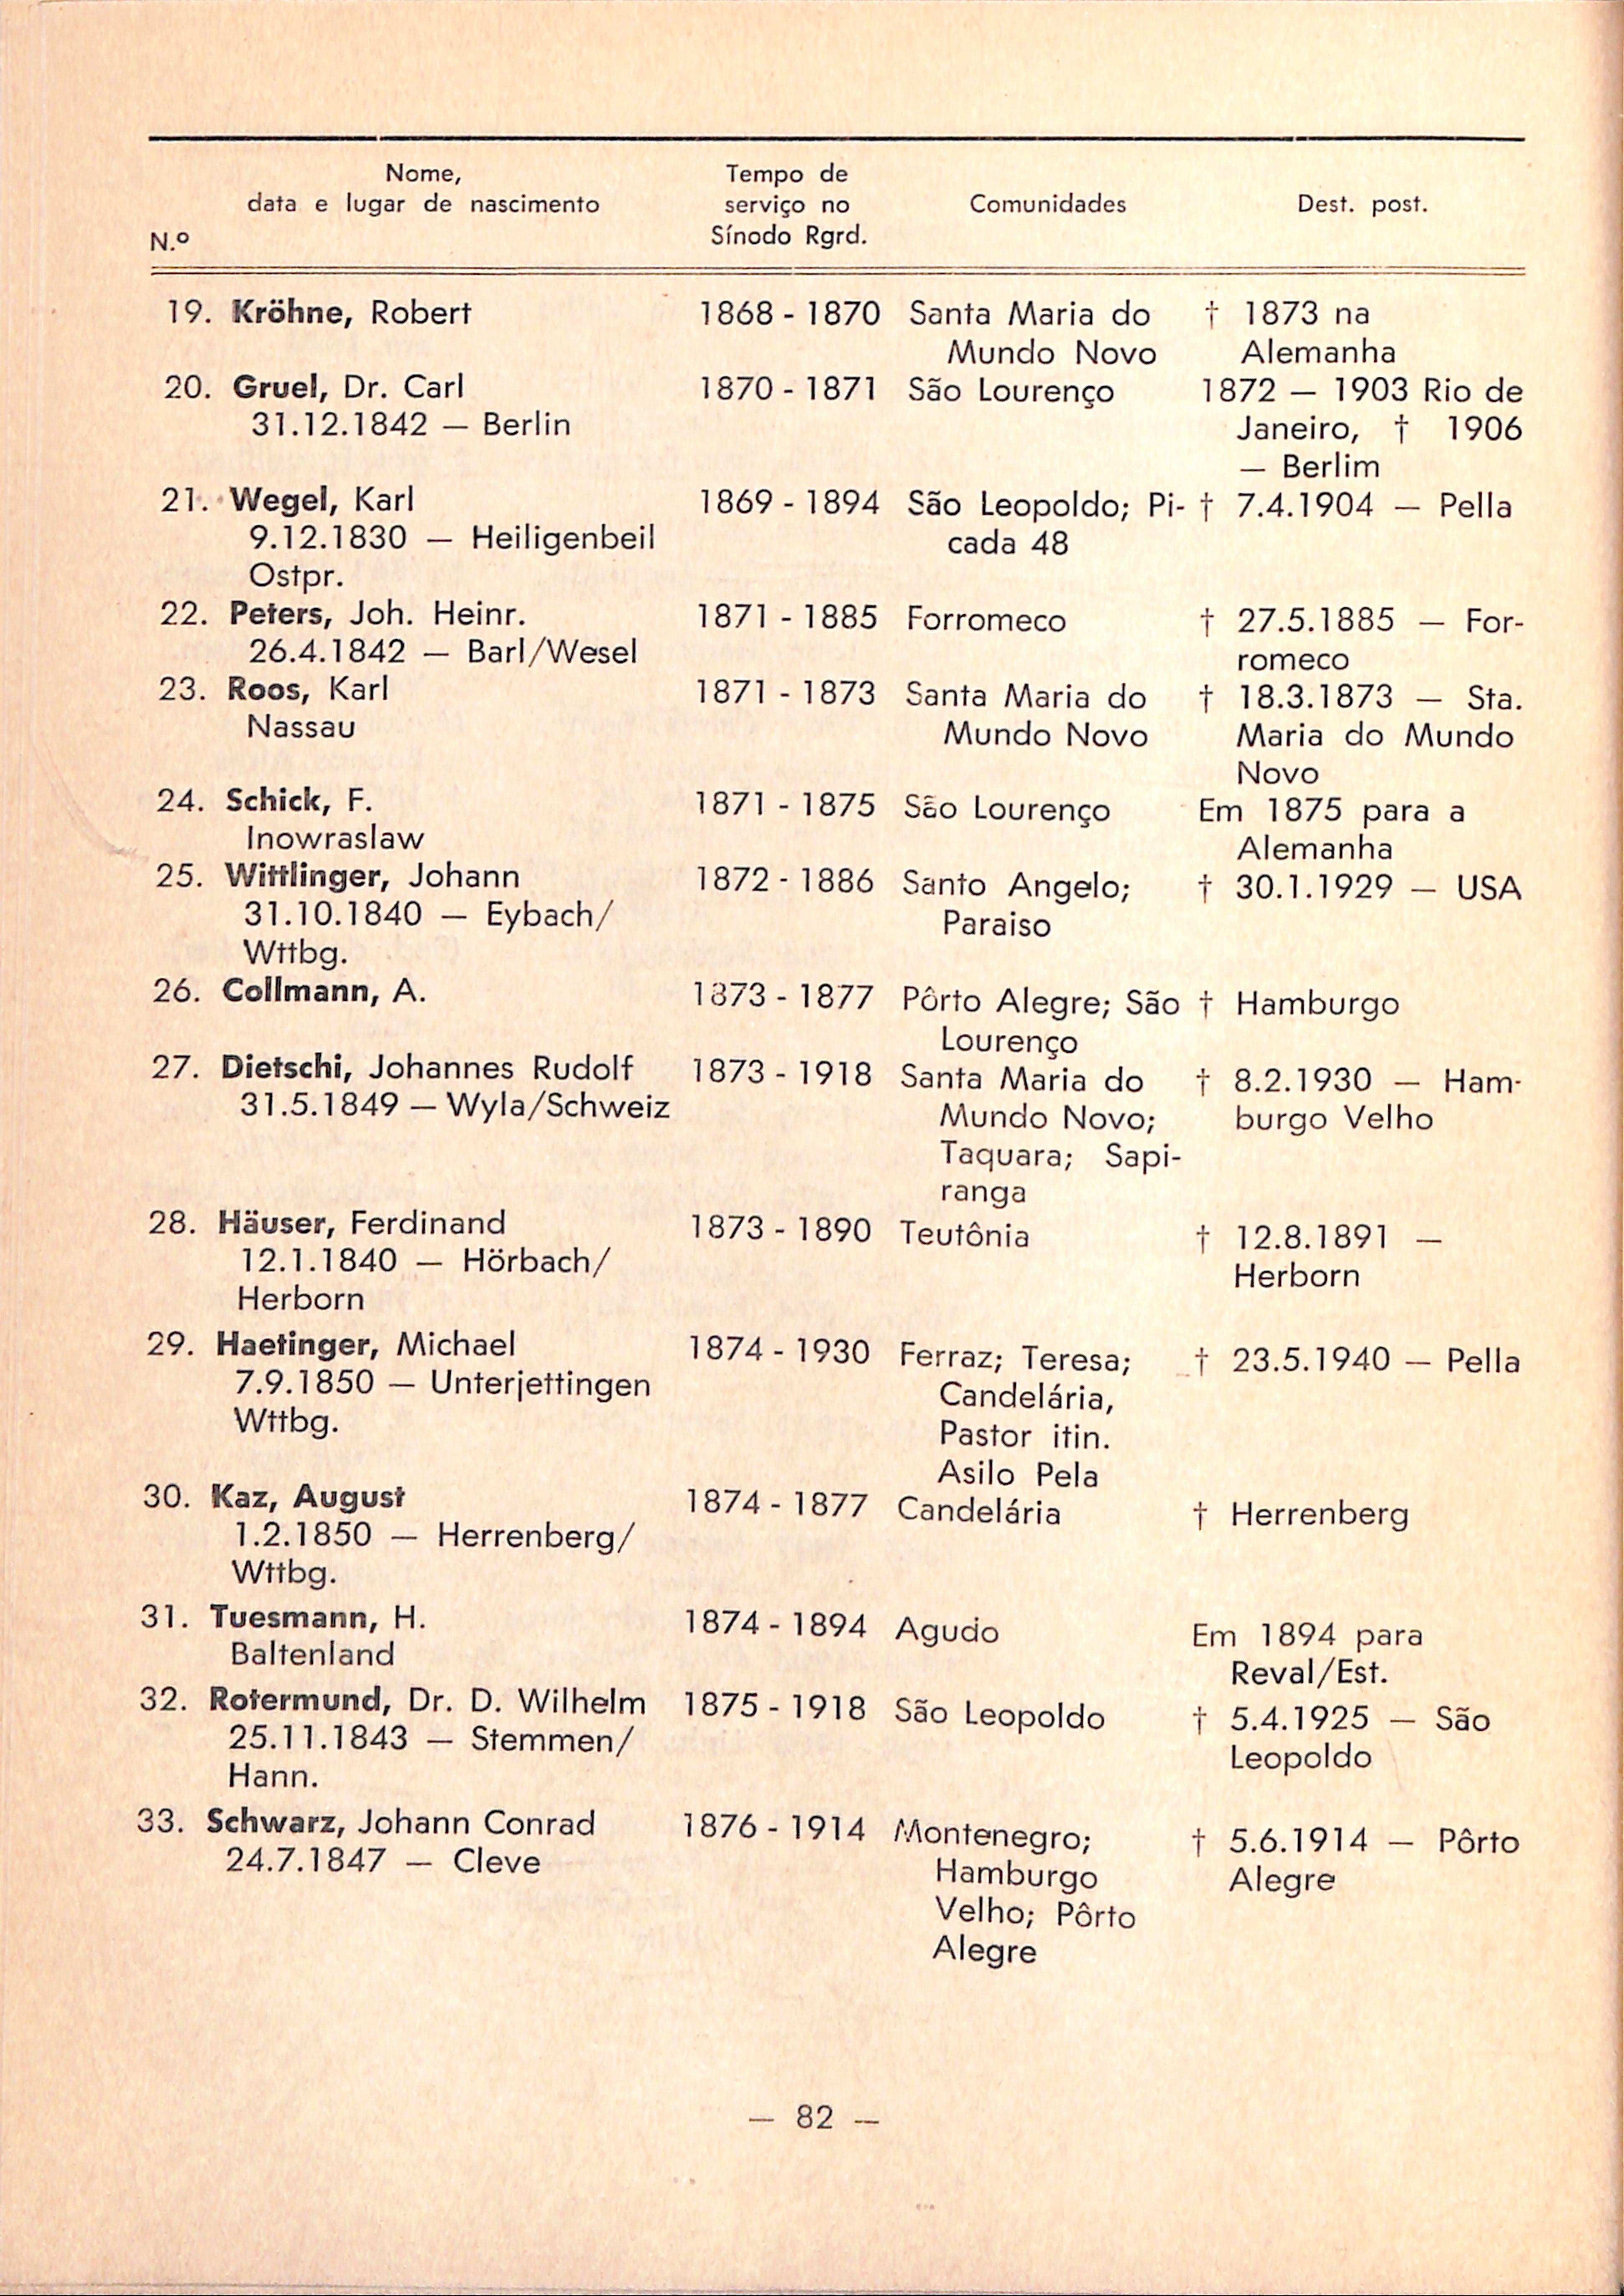 Nome,
data e lugar de nascimento
N.º
Tempo de
serviço no
Sínodo Rgrd.
Comunidades
Dest. post.
19. Kröhne, Robert 1868 - 1870 Santa Maria do † 1873 na
Mundo Novo Alemanha
20. Gruel, Dr. Carl 1870 - 1871 São Lourenço 1872 — 1903 Rio de
31.12.1842 — Berlin Janeiro, † 1906
— Berlim
21. Wegel, Karl 1869 - 1894 São Leopoldo; Pi- † 7.4.1904 — Pella
9.12.1830 — Heiligenbeil cada 48
Ostpr.
22. Peters, Joh. Heinr. 1871 - 1885 Forromeco † 27.5.1885 — For-
26.4.1842 — Barl/Wesel romeco
23. Roos, Karl 1871 - 1873 Santa Maria do † 18.3.1873 — Sta.
Nassau Mundo Novo Maria do Mundo
Novo
24. Schick, F. 1871 - 1875 São Lourenço Em 1875 para a
Inowraslaw Alemanha
25. Wittlinger, Johann 1872 - 1886 Santo Angelo; † 30.1.1929 — USA
31.10.1840 — Eybach/ Paraiso
Wttbg.
26. Collmann, A. 1873 - 1877 Pôrto Alegre; São † Hamburgo
Lourenço
27. Dietschi, Johannes Rudolf 1873 - 1918 Santa Maria do † 8.2.1930 — Ham-
31.5.1849 — Wyla/Schweiz Mundo Novo; burgo Velho
Taquara; Sapi-
ranga
28. Häuser, Ferdinand 1873 - 1890 Teutônia † 12.8.1891 —
12.1.1840 — Hörbach/ Herborn
Herborn
29. Haetinger, Michael 1874 - 1930 Ferraz; Teresa; † 23.5.1940 — Pella
7.9.1850 — Unterjettingen Candelária,
Wttbg. Pastor itin.
Asilo Pela
30. Kaz, August 1874 - 1877 Candelária † Herrenberg
1.2.1850 — Herrenberg/
Wttbg.
31. Tuesmann, H. 1874 - 1894 Agudo Em 1894 para
Baltenland Reval/Est.
32. Rotermund, Dr. D. Wilhelm 1875 - 1918 São Leopoldo † 5.4.1925 — São
25.11.1843 — Stemmen/ Leopoldo
Hann.
33. Schwarz, Johann Conrad 1876 - 1914 Montenegro; † 5.6.1914 — Pôrto
24.7.1847 — Cleve Hamburgo Alegre
Velho; Pôrto
Alegre
— 82 —